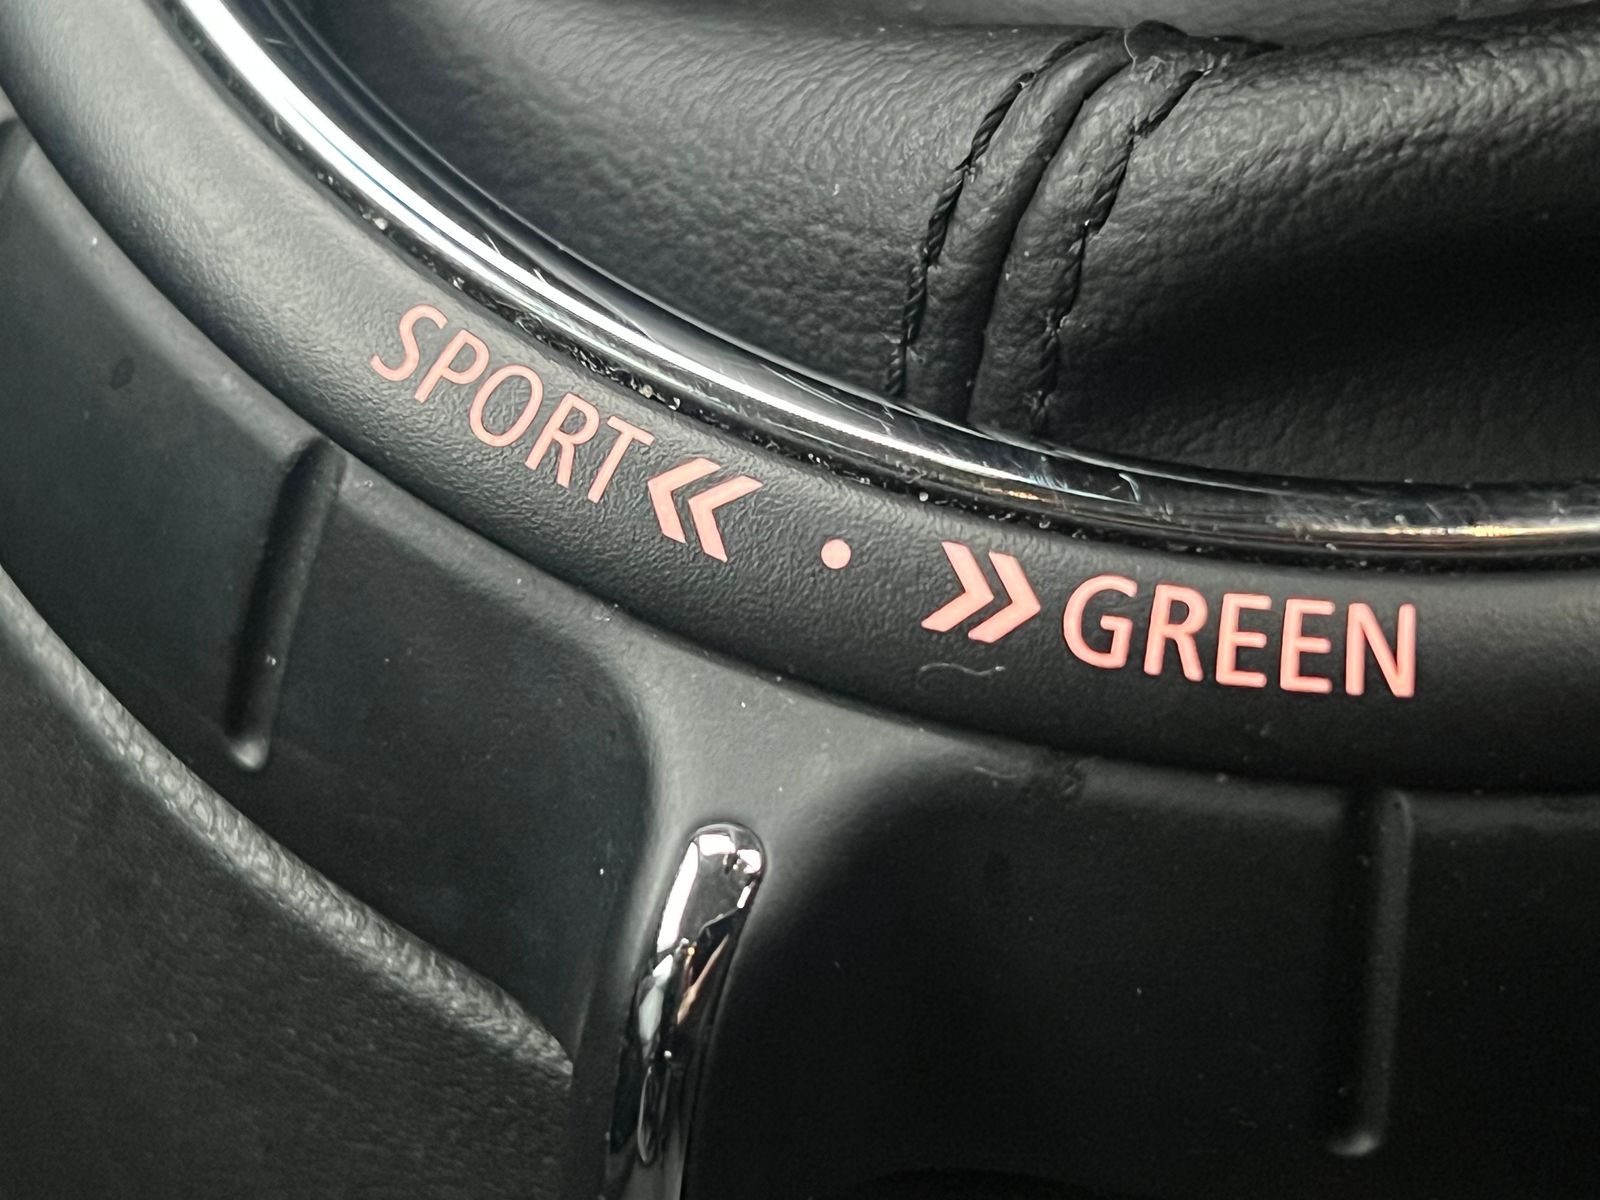 SPORT « • » GREEN